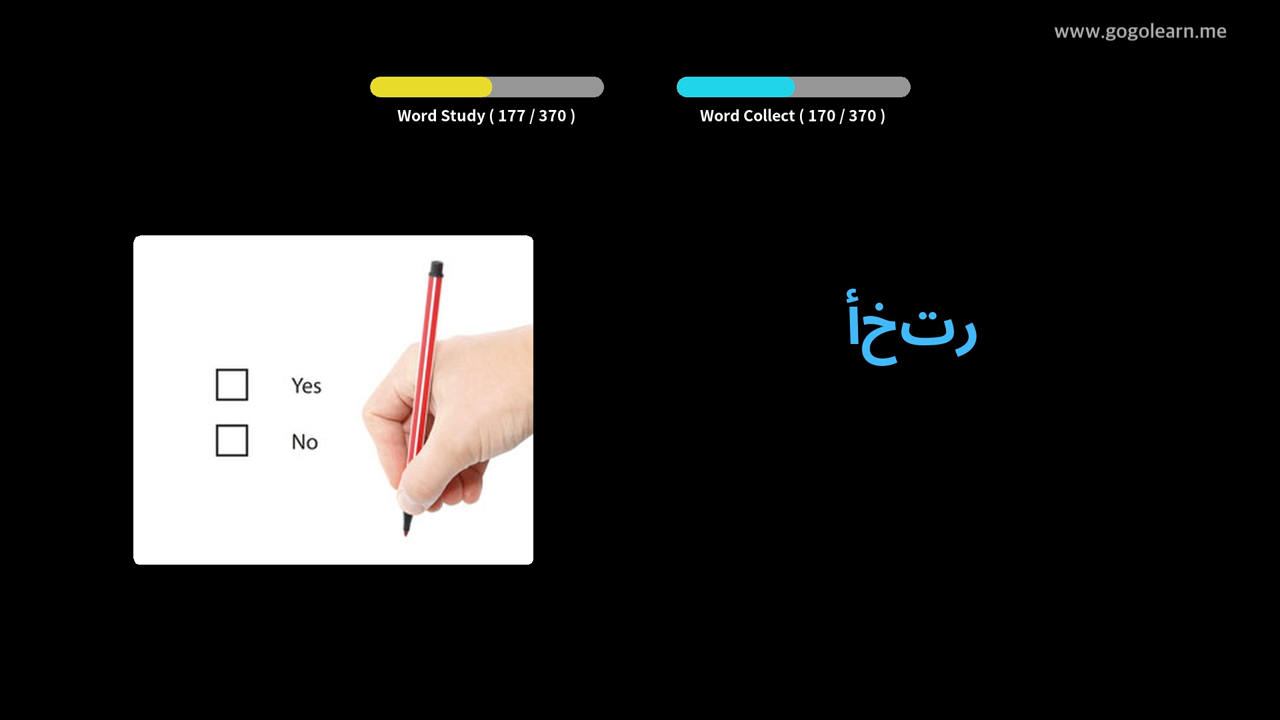 www.gogolearn.me
Word Study ( 177 / 370 )
Word Collect ( 170 / 370 )
Yes
No
رتخأ